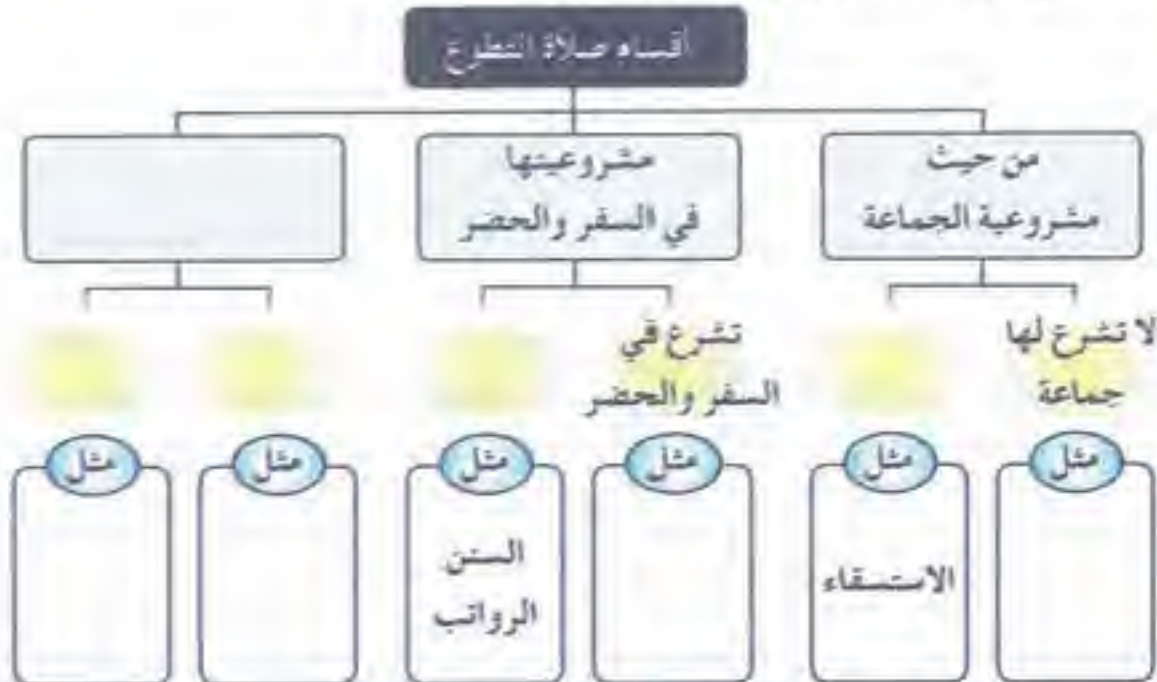 أقسام صلاة التطوع
من حيث
مشروعية الجماعة
مشروعيتها
في السفر والحضر
لا تشرع لها
جماعة
تشرع في
السفر والحضر
مثل
مثل
مثل
مثل
مثل
مثل
الاستسقاء
السنن
الرواتب